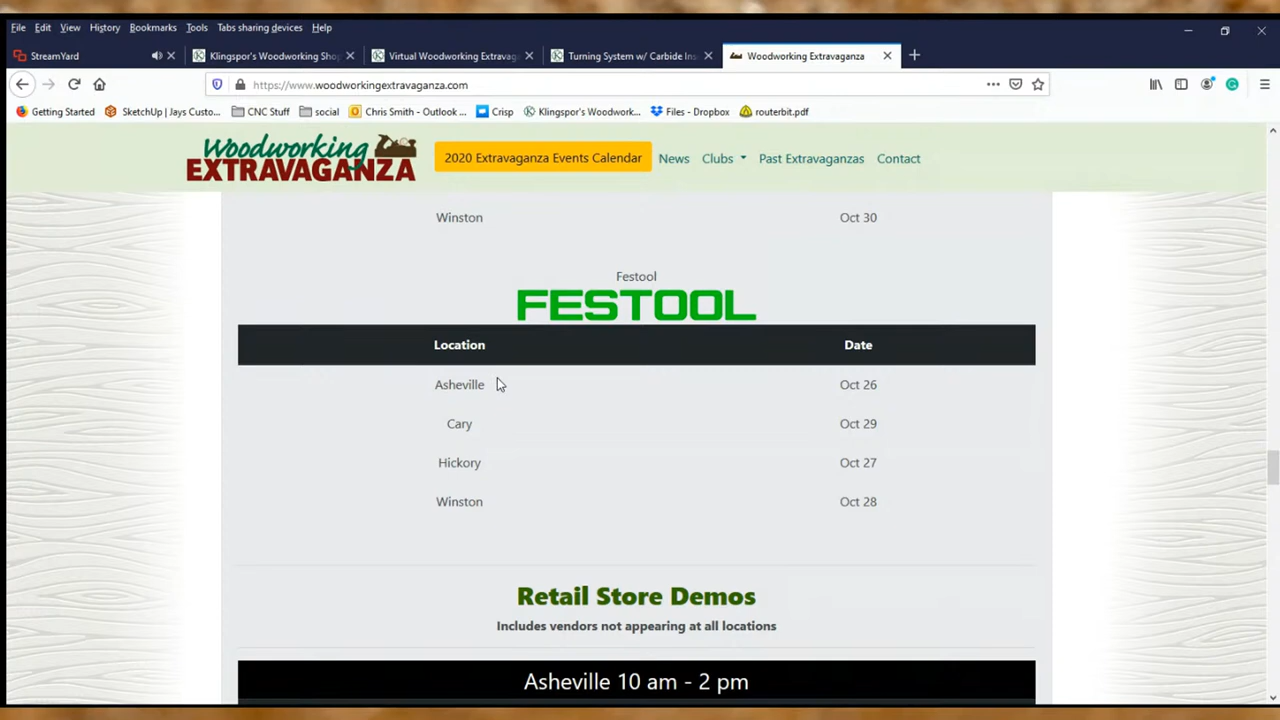 File Edit View History Bookmarks Tools Tabs sharing devices Help
StreamYard Klingspor's Woodworking Sho Virtual Woodworking Extravag Turning System w/ Carbide Ins Woodworking Extravaganza
https://www.woodworkingextravaganza.com
Getting Started SketchUp | Jays Custo... CNC Stuff social Chris Smith - Outlook ... Crisp Klingspor's Woodwork... Files - Dropbox routerbit.pdf
Woodworking
EXTRAVAGANZA
2020 Extravaganza Events Calendar News Clubs Past Extravaganzas Contact
Winston Oct 30
Festool
FESTOOL
Location Date
Asheville Oct 26
Cary Oct 29
Hickory Oct 27
Winston Oct 28
Retail Store Demos
Includes vendors not appearing at all locations
Asheville 10 am - 2 pm